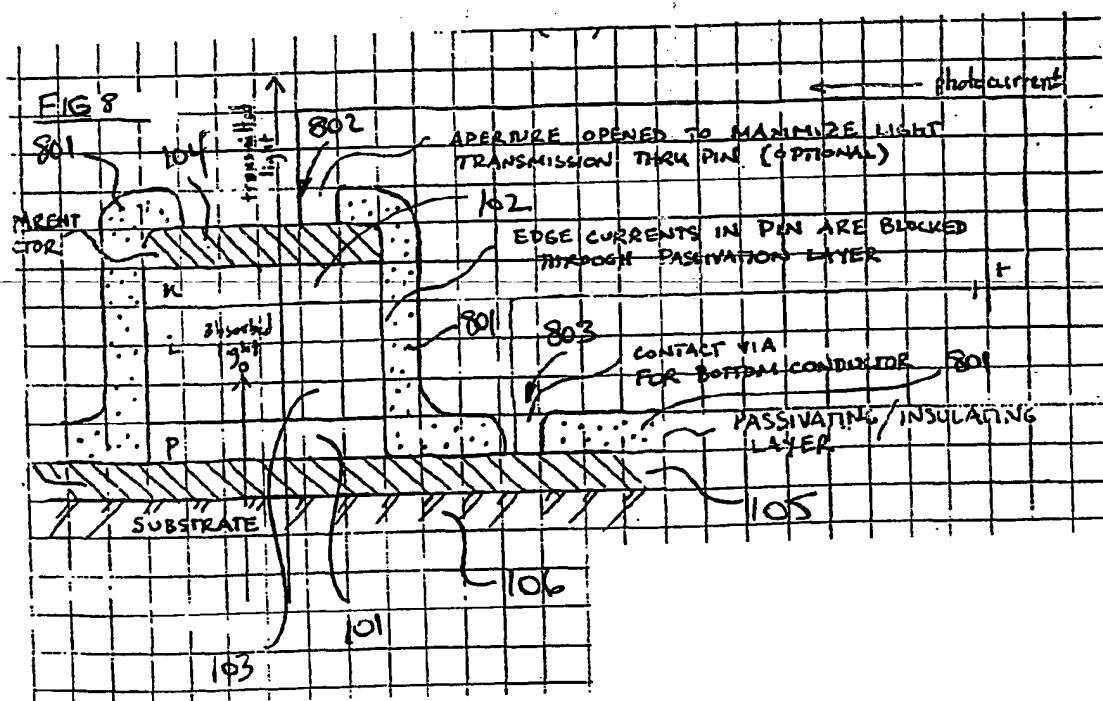 photocurrent
FIG 8
801
104
transmitted
light
802
APERTURE OPENED TO MAXIMIZE LIGHT
TRANSMISSION THRU PIN (OPTIONAL)
102
PARENT
CTOR
EDGE CURRENTS IN PIN ARE BLOCKED
THROUGH PASSIVATION LAYER
n
+
i
absorbed
801
803
CONTACT VIA
FOR BOTTOM CONDUCTOR
801
PASSIVATING/INSULATING
LAYER
P
105
SUBSTRATE
106
101
103